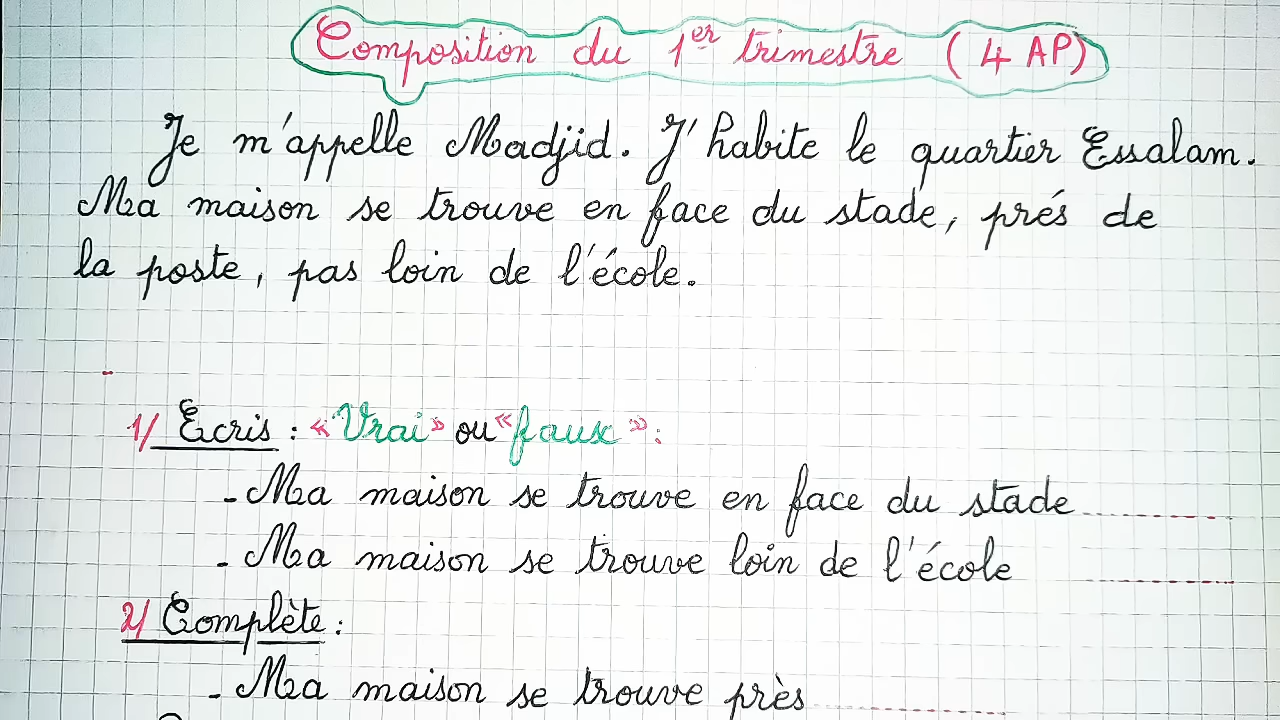 Composition du 1er trimestre (4 AP)
Je m'appelle Madjid. J'habite le quartier Essalam.
Ma maison se trouve en face du stade, prés de
la poste, pas loin de l'école.
1/ Ecris : «Vrai» ou «faux» :
- Ma maison se trouve en face du stade..............
- Ma maison se trouve loin de l'école ..............
2/ Complète :
- Ma maison se trouve près..............